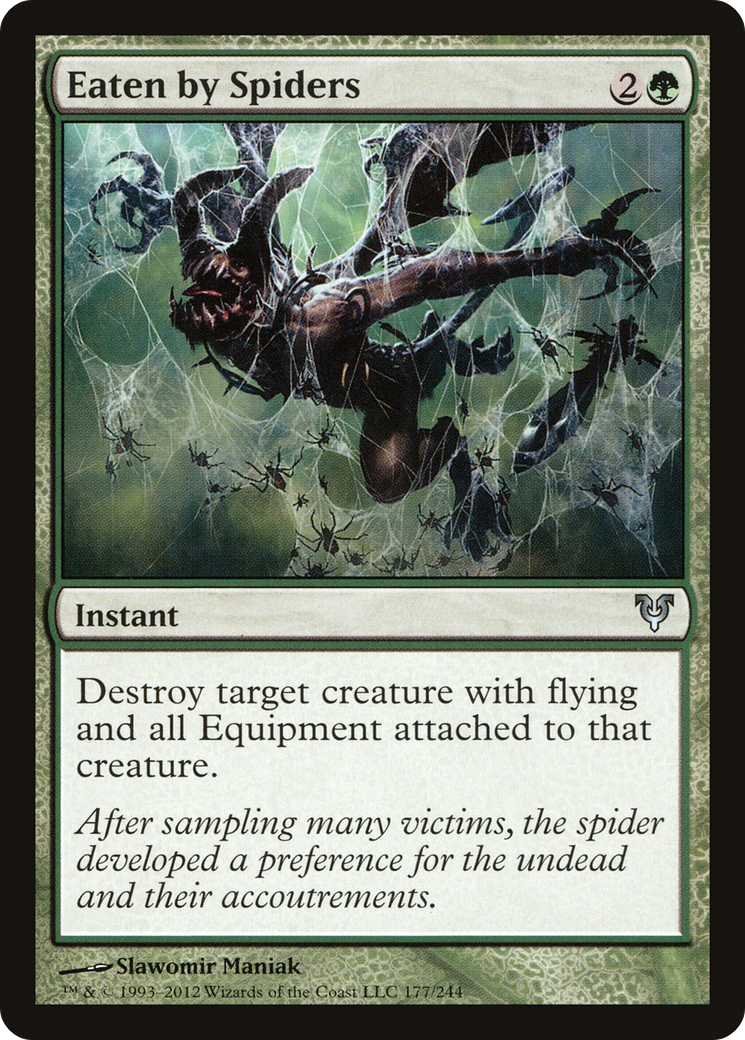 Eaten by Spiders
2
Instant
Destroy target creature with flying
and all Equipment attached to that
creature.
After sampling many victims, the spider
developed a preference for the undead
and their accoutrements.
Slawomir Maniak
™ & © 1993–2012 Wizards of the Coast LLC 177/244